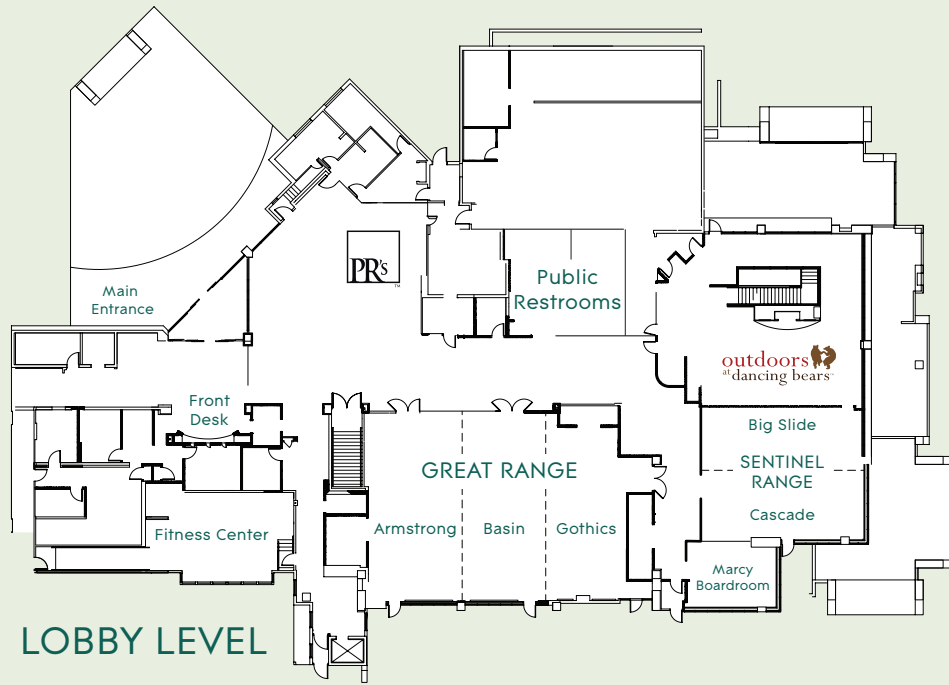 PR's
TM
Main
Entrance
Public
Restrooms
outdoors
at dancing bears
Front
Desk
Big Slide
GREAT RANGE
SENTINEL
RANGE
Armstrong
Basin
Gothics
Cascade
Fitness Center
Marcy
Boardroom
LOBBY LEVEL